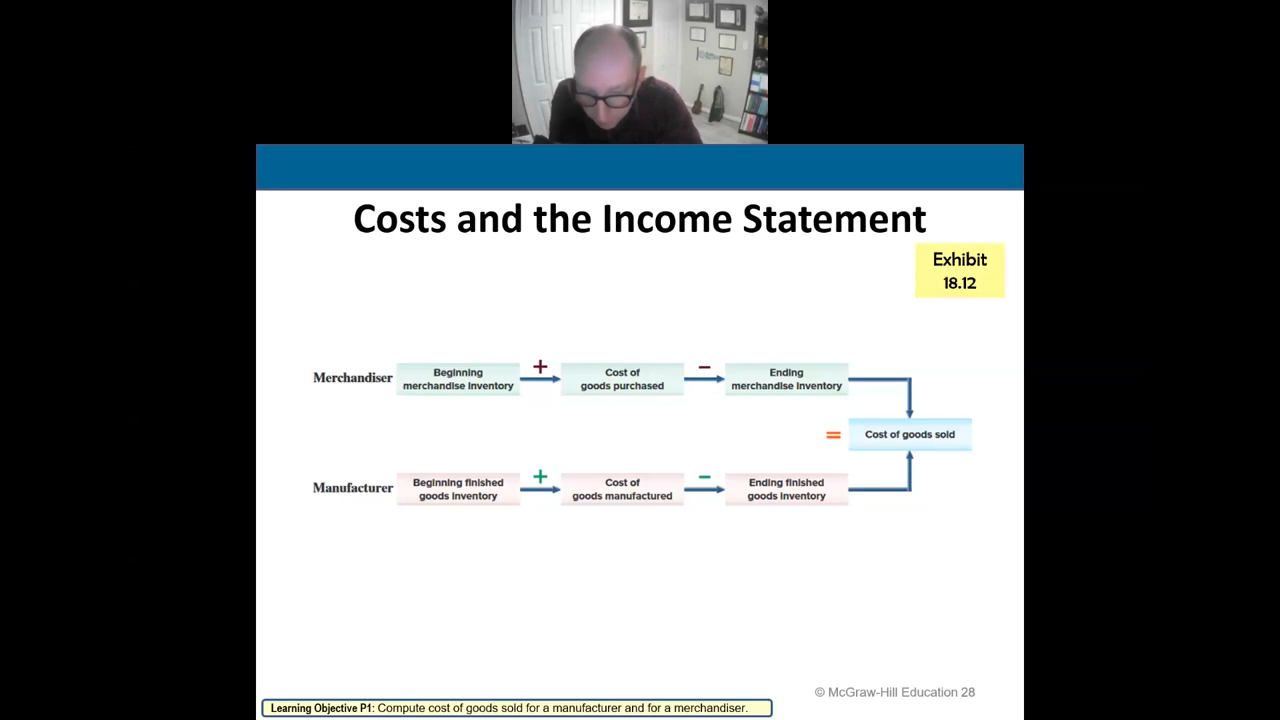 Costs and the Income Statement
Exhibit
18.12
Merchandiser
Beginning
merchandise inventory
+
Cost of
goods purchased
−
Ending
merchandise inventory
=
Cost of goods sold
Manufacturer
Beginning finished
goods inventory
+
Cost of
goods manufactured
−
Ending finished
goods inventory
© McGraw-Hill Education 28
Learning Objective P1: Compute cost of goods sold for a manufacturer and for a merchandiser.